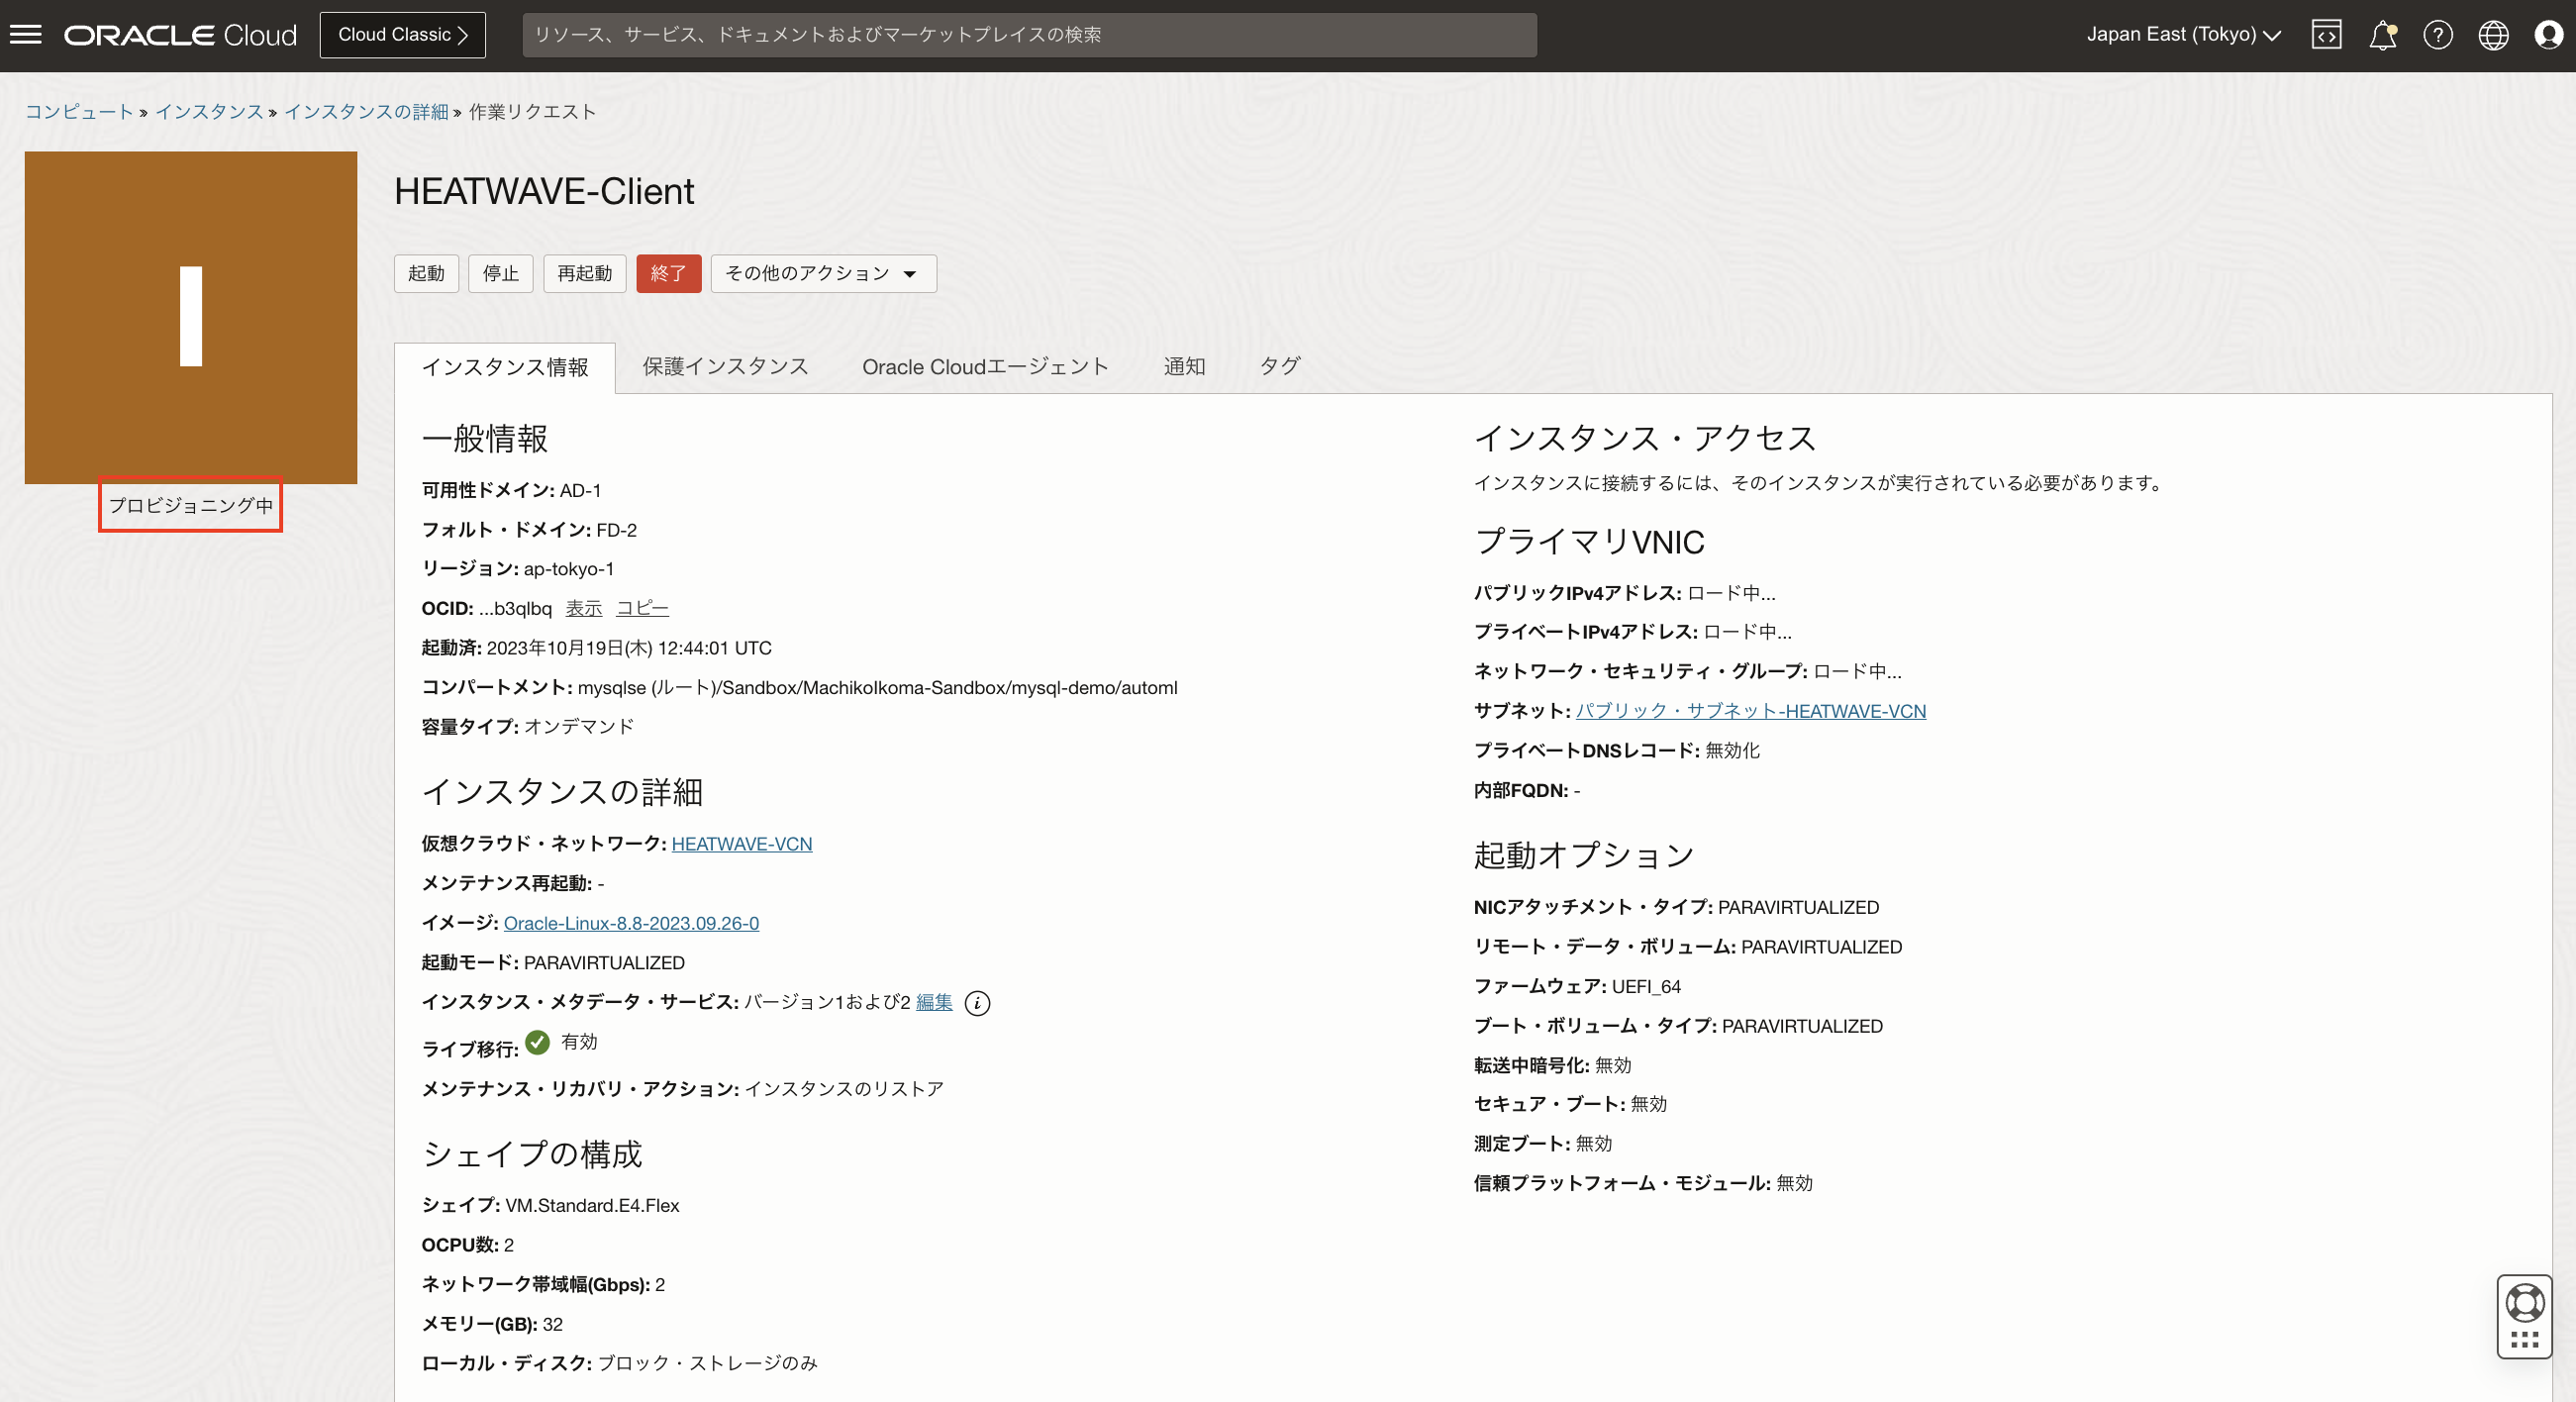 ORACLE Cloud
Cloud Classic
リソース、サービス、ドキュメントおよびマーケットプレイスの検索
Japan East (Tokyo)
コンピュート » インスタンス » インスタンスの詳細 » 作業リクエスト
I
プロビジョニング中
HEATWAVE-Client
起動 停止 再起動 終了 その他のアクション
インスタンス情報 保護インスタンス Oracle Cloudエージェント 通知 タグ
一般情報
可用性ドメイン: AD-1
フォルト・ドメイン: FD-2
リージョン: ap-tokyo-1
OCID: ...b3qlbq 表示 コピー
起動済: 2023年10月19日(木) 12:44:01 UTC
コンパートメント: mysqlse (ルート)/Sandbox/MachikoIkoma-Sandbox/mysql-demo/automl
容量タイプ: オンデマンド
インスタンスの詳細
仮想クラウド・ネットワーク: HEATWAVE-VCN
メンテナンス再起動: -
イメージ: Oracle-Linux-8.8-2023.09.26-0
起動モード: PARAVIRTUALIZED
インスタンス・メタデータ・サービス: バージョン1および2 編集
ライブ移行: 有効
メンテナンス・リカバリ・アクション: インスタンスのリストア
シェイプの構成
シェイプ: VM.Standard.E4.Flex
OCPU数: 2
ネットワーク帯域幅(Gbps): 2
メモリー(GB): 32
ローカル・ディスク: ブロック・ストレージのみ
インスタンス・アクセス
インスタンスに接続するには、そのインスタンスが実行されている必要があります。
プライマリVNIC
パブリックIPv4アドレス: ロード中...
プライベートIPv4アドレス: ロード中...
ネットワーク・セキュリティ・グループ: ロード中...
サブネット: パブリック・サブネット-HEATWAVE-VCN
プライベートDNSレコード: 無効化
内部FQDN: -
起動オプション
NICアタッチメント・タイプ: PARAVIRTUALIZED
リモート・データ・ボリューム: PARAVIRTUALIZED
ファームウェア: UEFI_64
ブート・ボリューム・タイプ: PARAVIRTUALIZED
転送中暗号化: 無効
セキュア・ブート: 無効
測定ブート: 無効
信頼プラットフォーム・モジュール: 無効